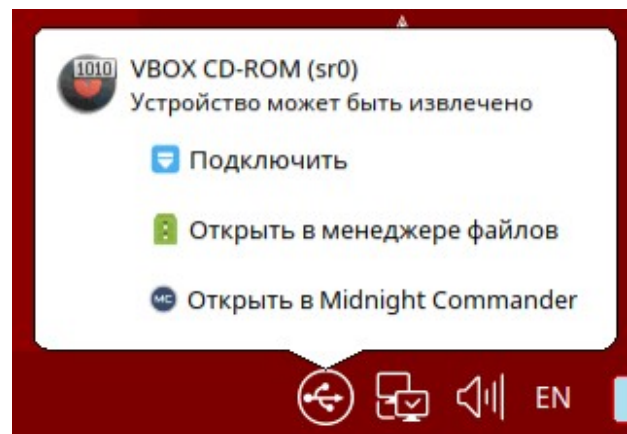 1010
VBOX CD-ROM (sr0)
Устройство может быть извлечено
Подключить
Открыть в менеджере файлов
MC
Открыть в Midnight Commander
EN